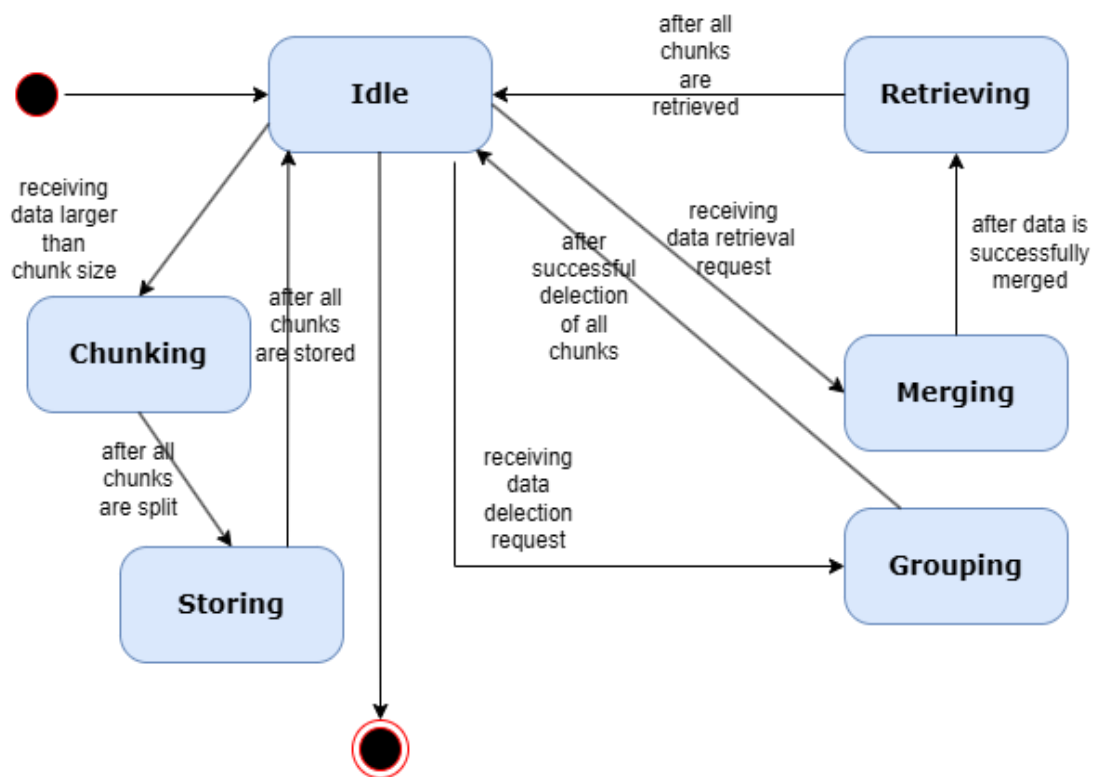 after all
chunks
are
retrieved
Idle
Retrieving
receiving
data larger
than
chunk size
receiving
data retrieval
request
after
successful
delection
of all
chunks
after data is
successfully
merged
after all
chunks
are stored
Chunking
Merging
after all
chunks
are split
receiving
data
delection
request
Grouping
Storing